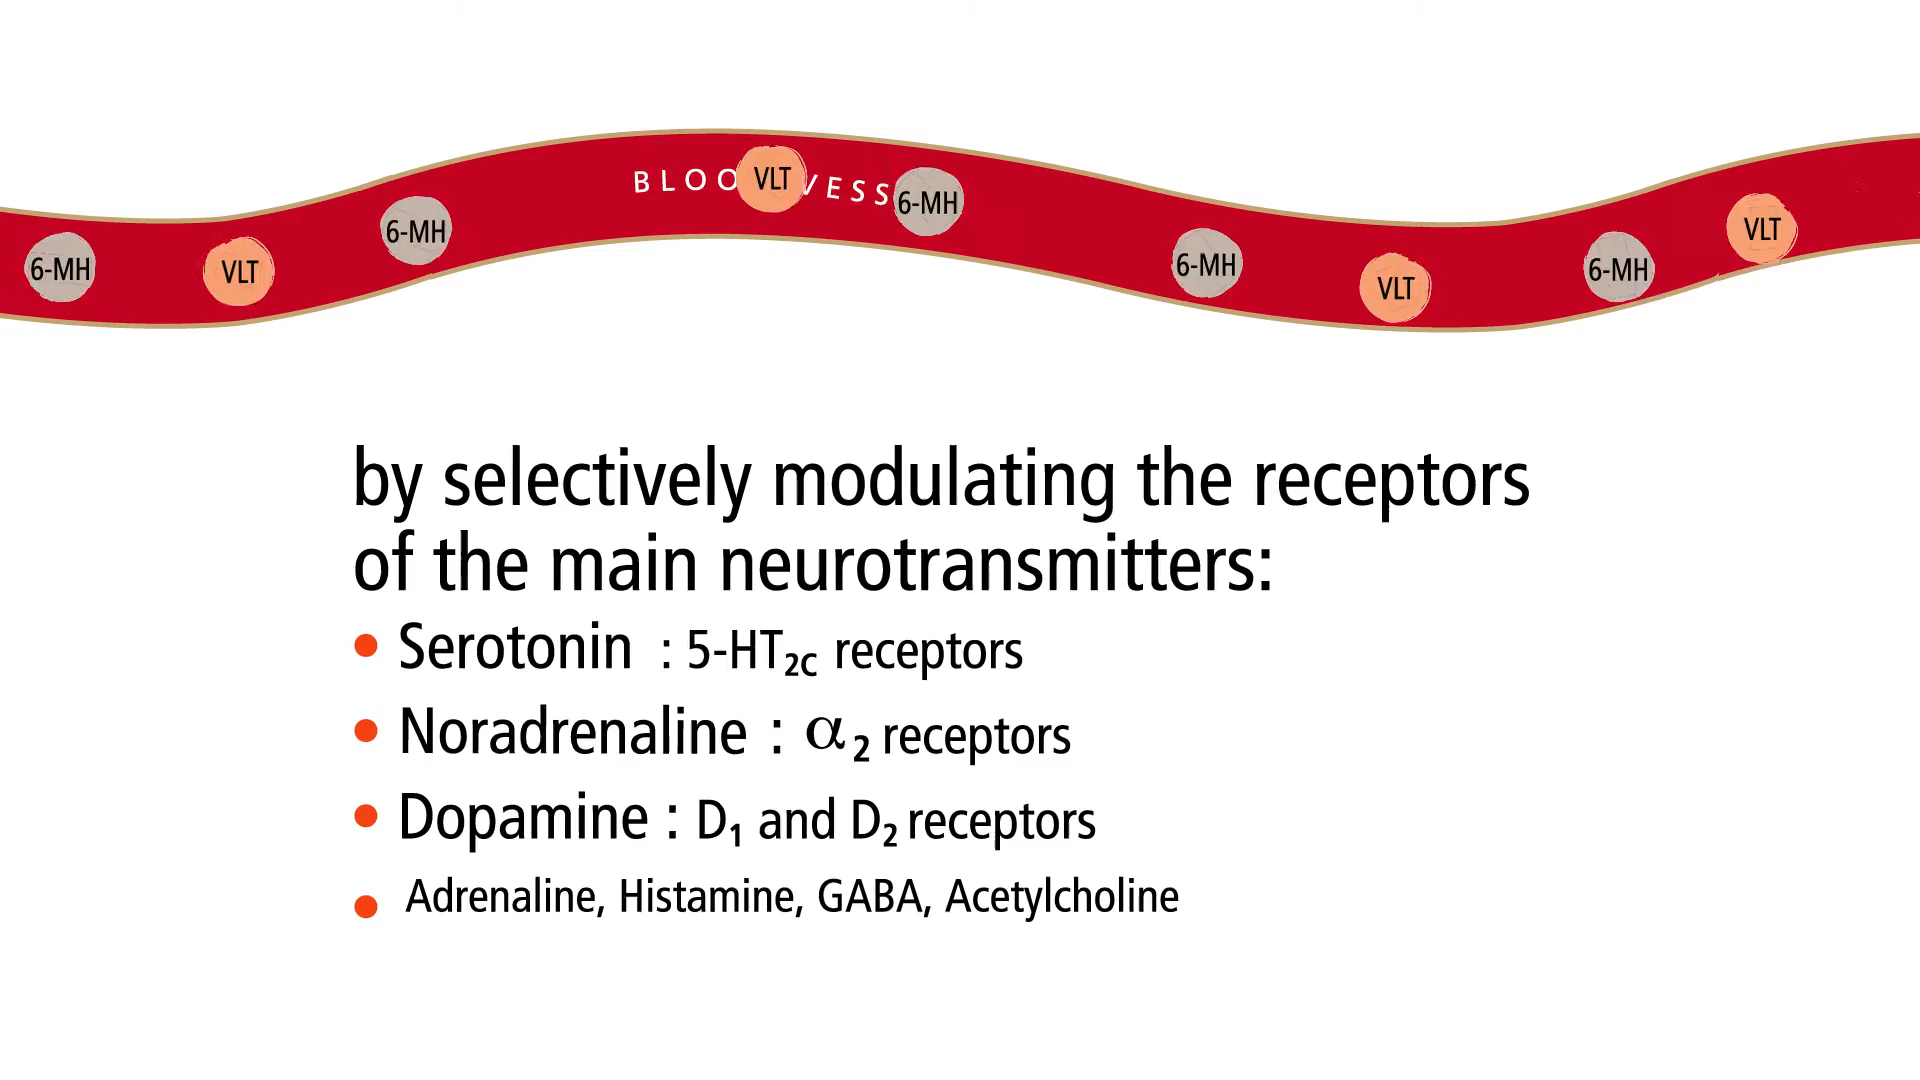 BLOO VESS
VLT
6-MH
6-MH
VLT
6-MH
VLT
6-MH
6-MH
VLT
VLT
by selectively modulating the receptors
of the main neurotransmitters:
• Serotonin : 5-HT₂C receptors
• Noradrenaline : α₂ receptors
• Dopamine : D₁ and D₂ receptors
• Adrenaline, Histamine, GABA, Acetylcholine